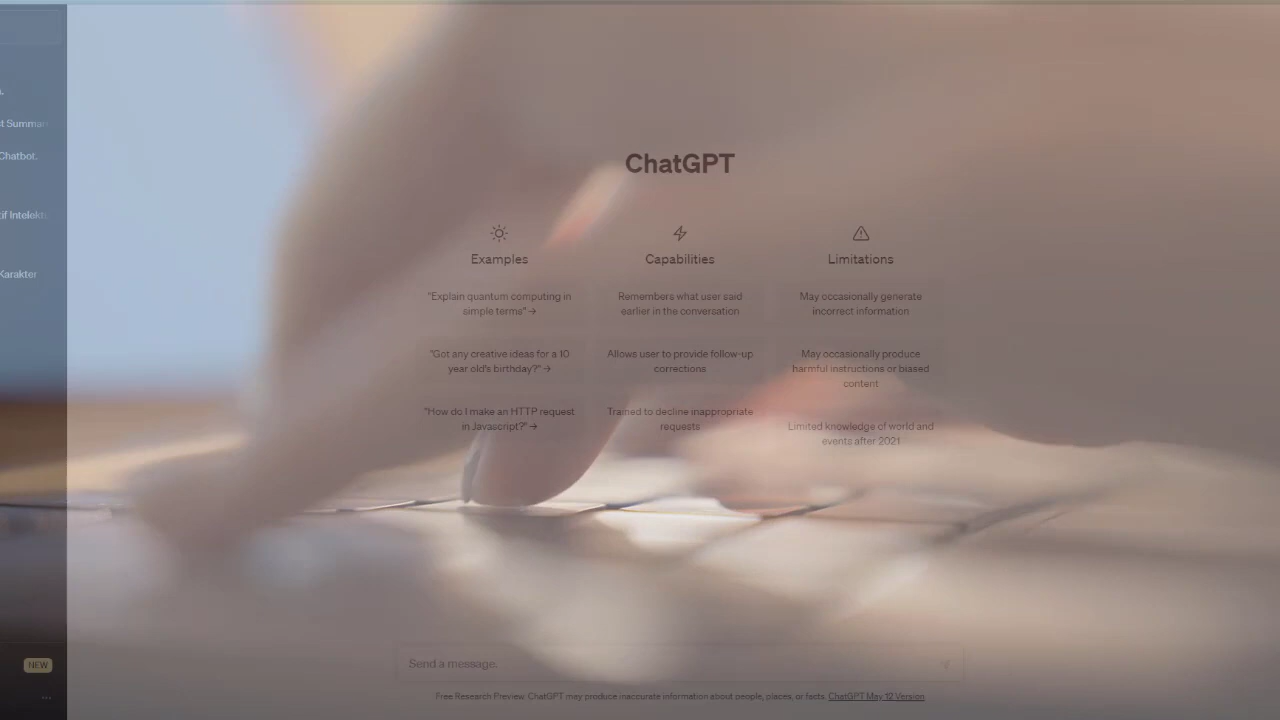 t Summar
Chatbot.
if Intelekt
Karakter
NEW
ChatGPT
Examples
"Explain quantum computing in
simple terms" →
"Got any creative ideas for a 10
year old's birthday?" →
"How do I make an HTTP request
in Javascript?" →
Capabilities
Remembers what user said
earlier in the conversation
Allows user to provide follow-up
corrections
Trained to decline inappropriate
requests
Limitations
May occasionally generate
incorrect information
May occasionally produce
harmful instructions or biased
content
Limited knowledge of world and
events after 2021
Send a message.
Free Research Preview. ChatGPT may produce inaccurate information about people, places, or facts. ChatGPT May 12 Version